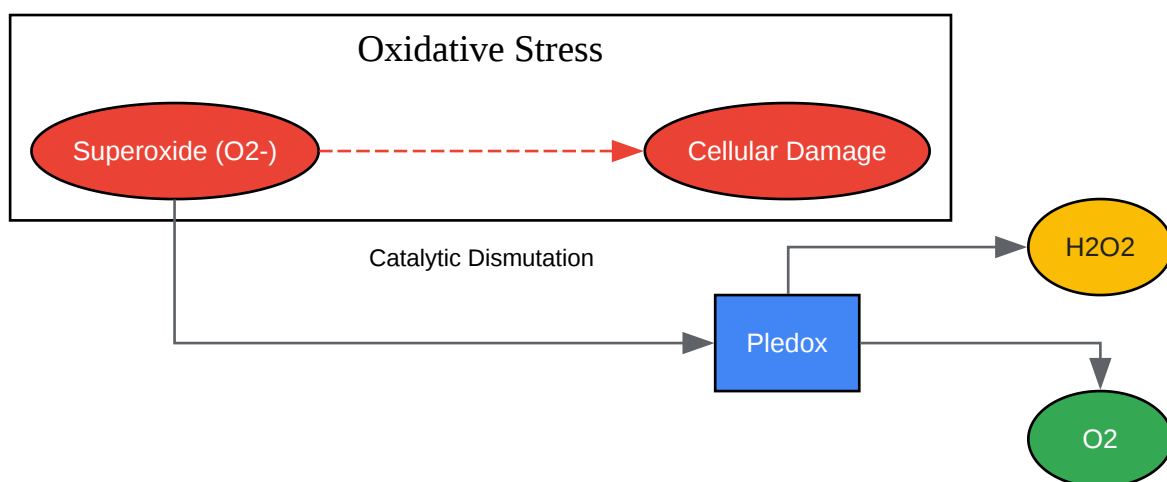 Oxidative Stress
Superoxide (O2-)
Cellular Damage
Catalytic Dismutation
H2O2
Pledox
O2